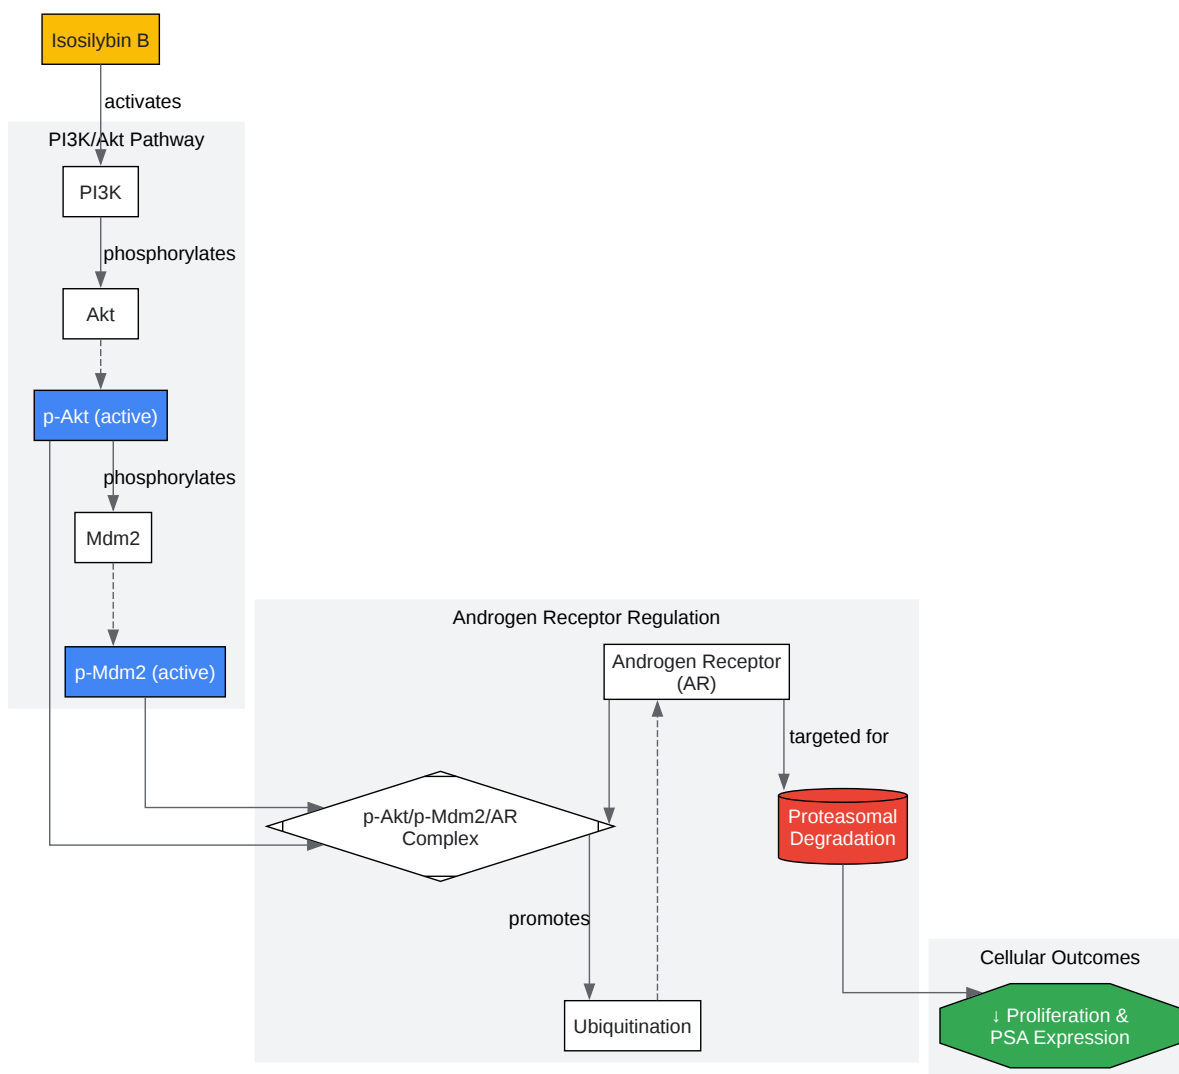 Isosilybin B
activates
PI3K/Akt Pathway
PI3K
phosphorylates
Akt
p-Akt (active)
phosphorylates
Mdm2
p-Mdm2 (active)
Androgen Receptor Regulation
Androgen Receptor
(AR)
targeted for
p-Akt/p-Mdm2/AR
Complex
Proteasomal
Degradation
promotes
Ubiquitination
Cellular Outcomes
↓ Proliferation &
PSA Expression